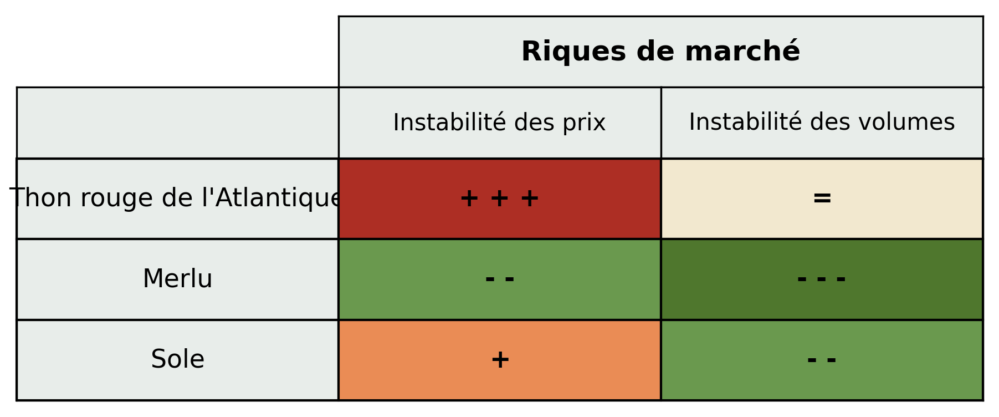 Riques de marché
Instabilité des prix
Instabilité des volumes
Thon rouge de l'Atlantique
+ + +
=
Merlu
- -
- - -
Sole
+
- -